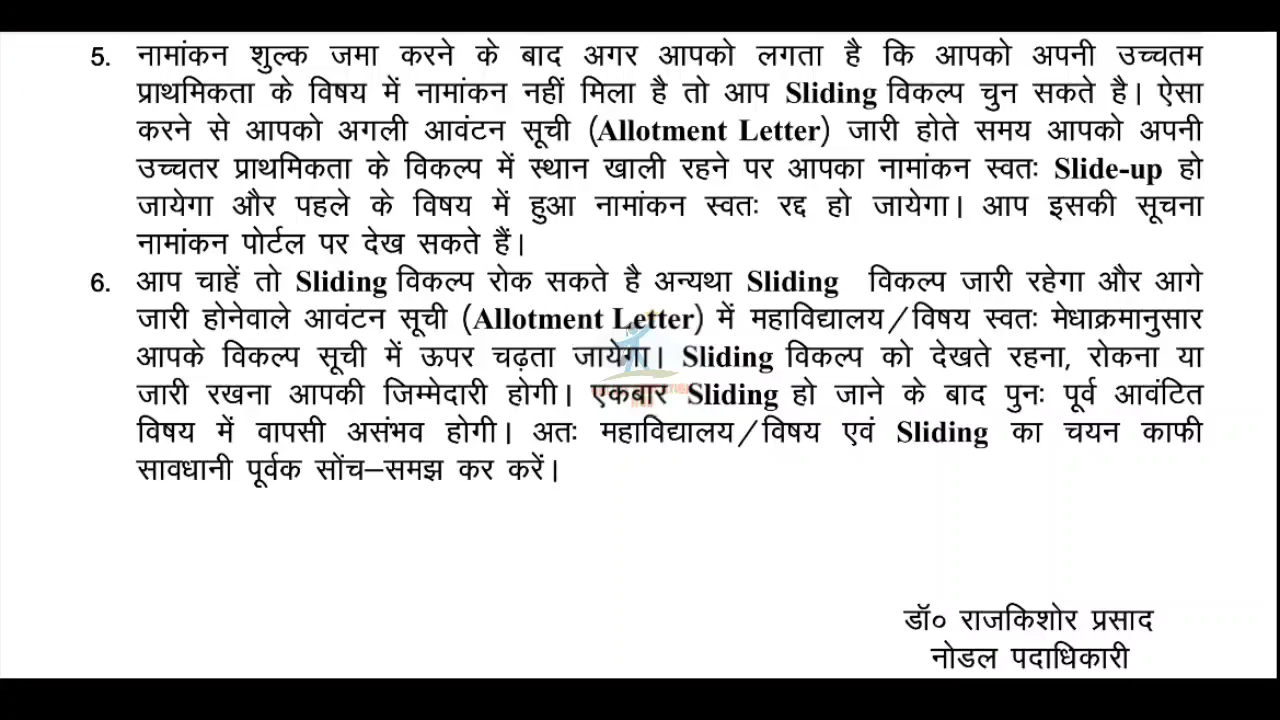 5. नामांकन शुल्क जमा करने के बाद अगर आपको लगता है कि आपको अपनी उच्चतम
प्राथमिकता के विषय में नामांकन नहीं मिला है तो आप Sliding विकल्प चुन सकते है। ऐसा
करने से आपको अगली आवंटन सूची (Allotment Letter) जारी होते समय आपको अपनी
उच्चतर प्राथमिकता के विकल्प में स्थान खाली रहने पर आपका नामांकन स्वतः Slide-up हो
जायेगा और पहले के विषय में हुआ नामांकन स्वतः रद्द हो जायेगा। आप इसकी सूचना
नामांकन पोर्टल पर देख सकते हैं।
6. आप चाहें तो Sliding विकल्प रोक सकते है अन्यथा Sliding विकल्प जारी रहेगा और आगे
जारी होनेवाले आवंटन सूची (Allotment Letter) में महाविद्यालय/विषय स्वतः मेधाक्रमानुसार
आपके विकल्प सूची में ऊपर चढ़ता जायेगा। Sliding विकल्प को देखते रहना, रोकना या
जारी रखना आपकी जिम्मेदारी होगी। एकबार Sliding हो जाने के बाद पुनः पूर्व आवंटित
विषय में वापसी असंभव होगी। अतः महाविद्यालय/विषय एवं Sliding का चयन काफी
सावधानी पूर्वक सोंच–समझ कर करें।
डॉ० राजकिशोर प्रसाद
नोडल पदाधिकारी